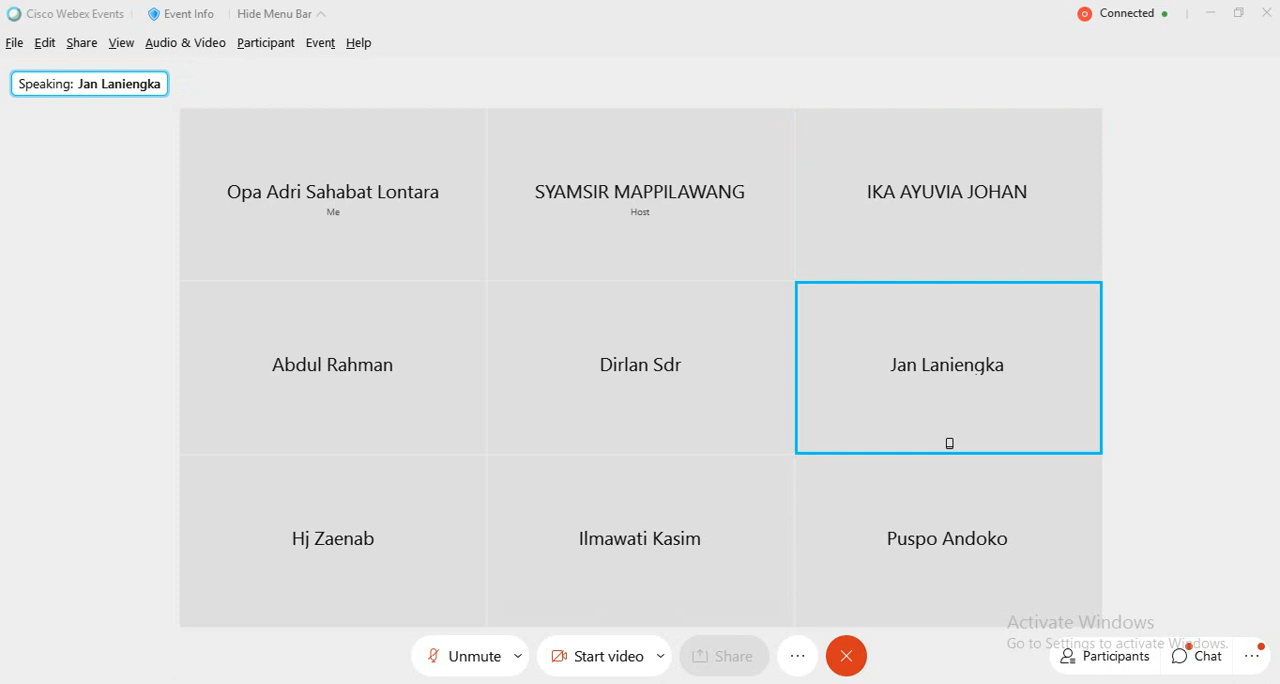 Cisco Webex Events Event Info Hide Menu Bar Connected
File Edit Share View Audio & Video Participant Event Help
Speaking: Jan Laniengka
Opa Adri Sahabat Lontara
Me
SYAMSIR MAPPILAWANG
Host
IKA AYUVIA JOHAN
Abdul Rahman
Dirlan Sdr
Jan Laniengka
Hj Zaenab
Ilmawati Kasim
Puspo Andoko
Activate Windows
Go to Settings to activate Windows.
Unmute Start video Share Participants Chat